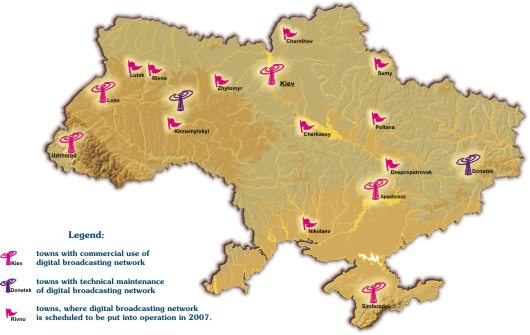 Chernihov
Lutsk
Rivno
Zhytomyr
Kiev
Sumy
Lvov
Khmelnytskyi
Cherkassy
Poltava
Uzhhorod
Dnepropetrovsk
Donetsk
Nikolaev
Simferopol
Legend:
Kiev
towns with commercial use of
digital broadcasting network
Donetsk
towns with technical maintenance
of digital broadcasting network
Rivno
towns, where digital broadcasting network
is scheduled to be put into operation in 2007.